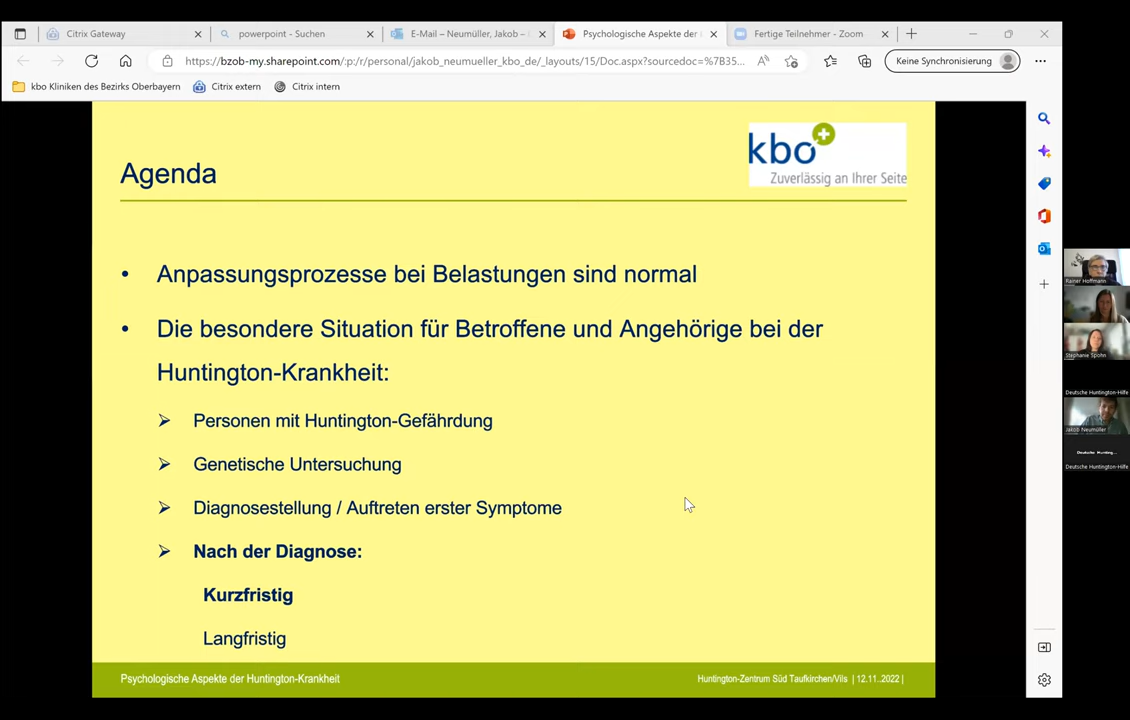 Citrix Gateway
powerpoint - Suchen
E-Mail – Neumüller, Jakob –
Psychologische Aspekte der
Fertige Teilnehmer - Zoom
https://bzob-my.sharepoint.com/:p:/r/personal/jakob_neumueller_kbo_de/_layouts/15/Doc.aspx?sourcedoc=%7B35...
Keine Synchronisierung
kbo Kliniken des Bezirks Oberbayern
Citrix extern
Citrix intern
kbo
Zuverlässig an Ihrer Seite
Agenda
• Anpassungsprozesse bei Belastungen sind normal
• Die besondere Situation für Betroffene und Angehörige bei der
Huntington-Krankheit:
➢ Personen mit Huntington-Gefährdung
➢ Genetische Untersuchung
➢ Diagnosestellung / Auftreten erster Symptome
➢ Nach der Diagnose:
Kurzfristig
Langfristig
Psychologische Aspekte der Huntington-Krankheit
Huntington-Zentrum Süd Taufkirchen/Vils | 12.11..2022 |
Rainer Hoffmann
Stephanie Spohn
Deutsche Huntington-Hilfe
Jakob Neumüller
Deutsche Hunting...
Deutsche Huntington-Hilfe